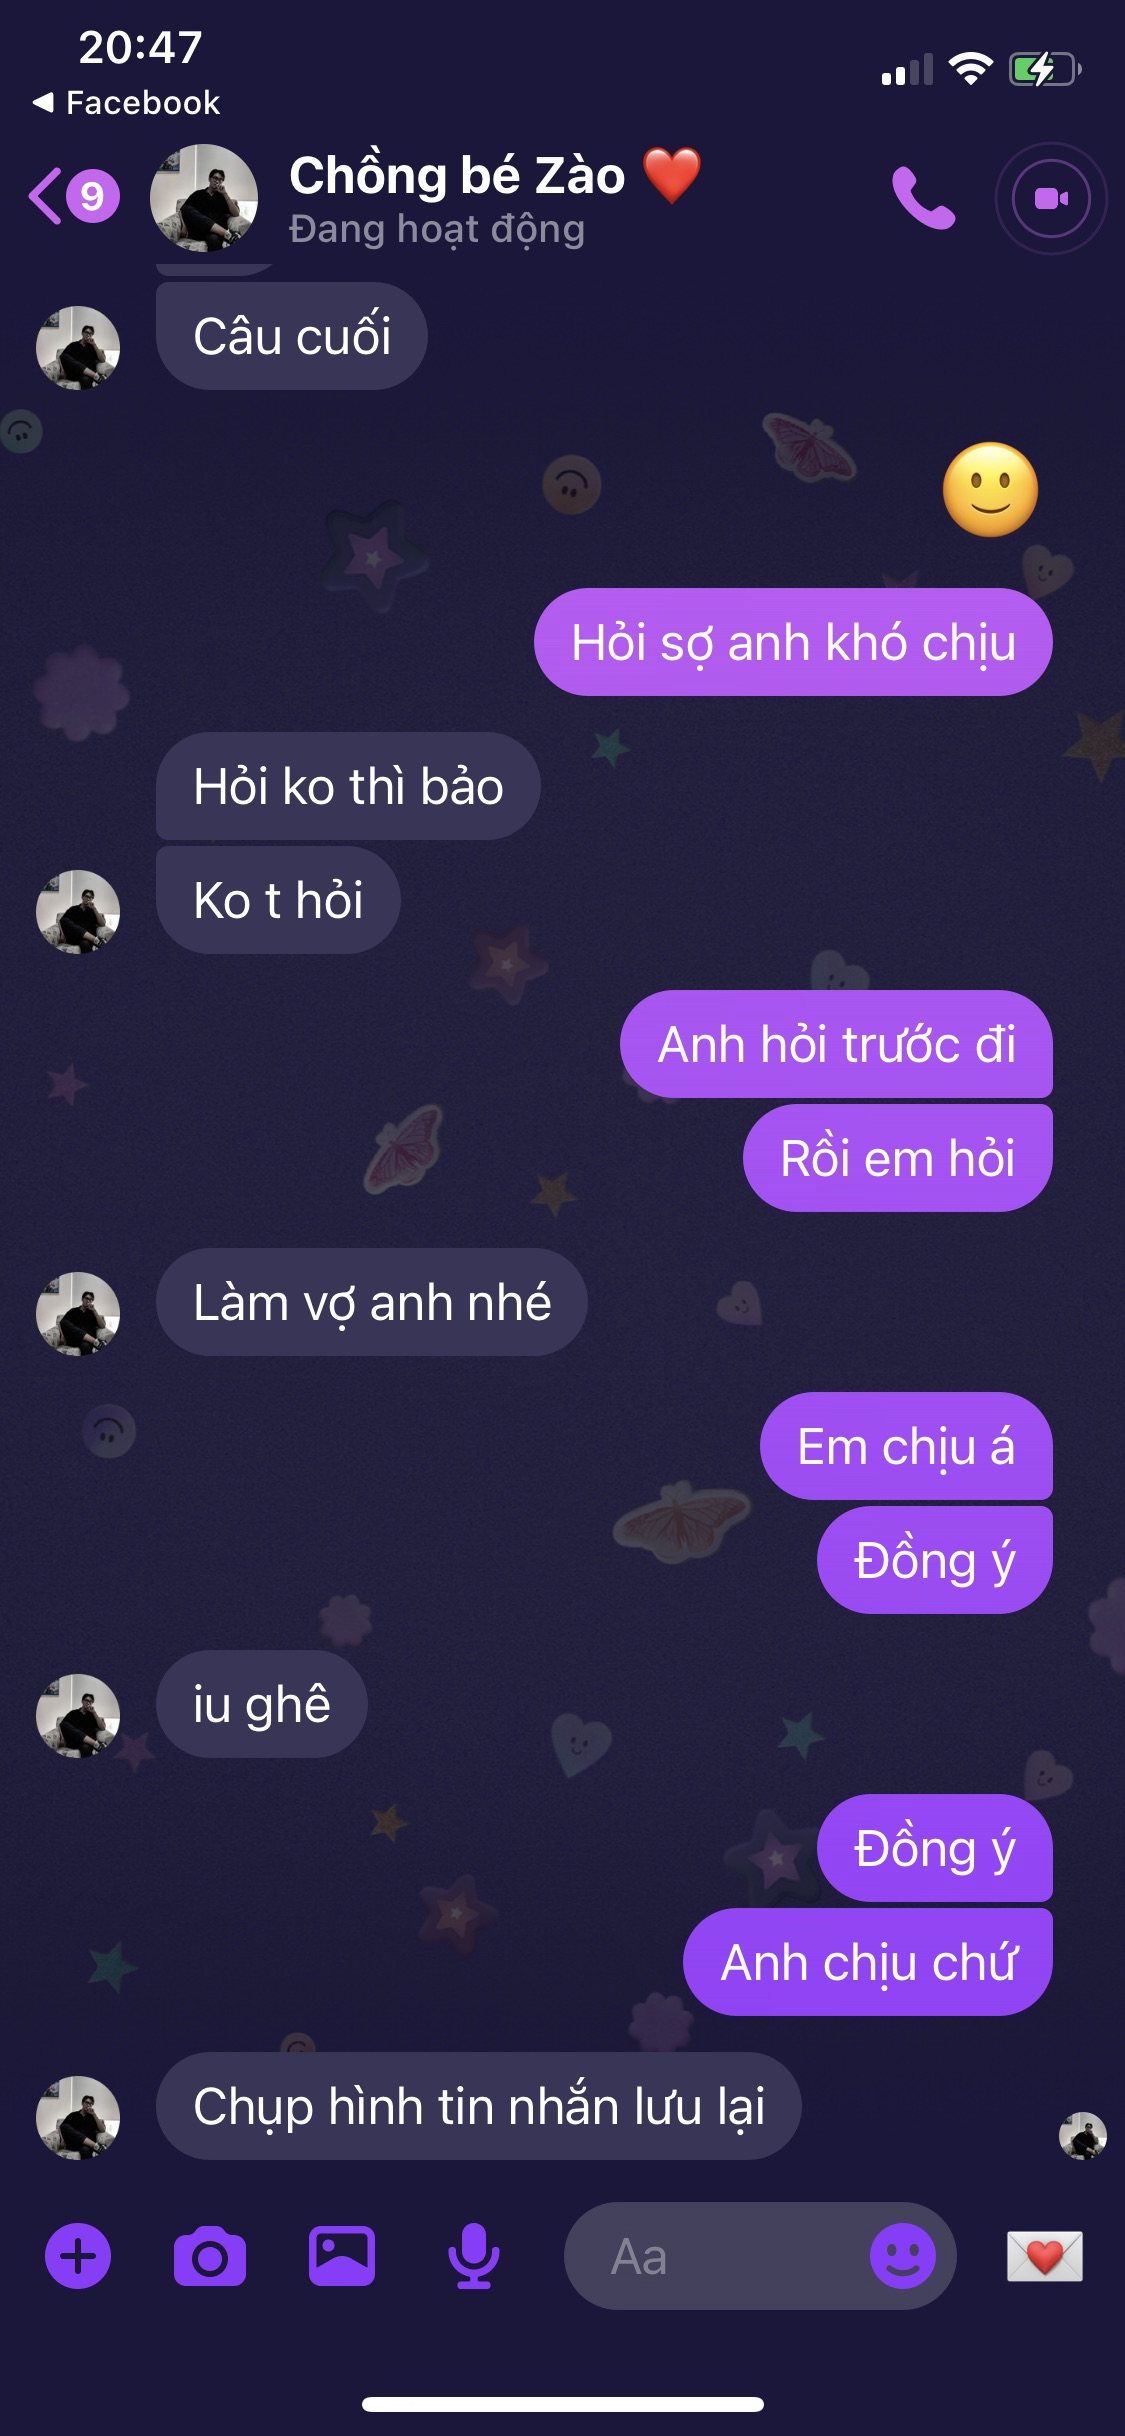 20:47
Facebook
9
Chồng bé Zào ❤️
Đang hoạt động
Câu cuối
🙂
Hỏi sợ anh khó chịu
Hỏi ko thì bảo
Ko t hỏi
Anh hỏi trước đi
Rồi em hỏi
Làm vợ anh nhé
Em chịu á
Đồng ý
iu ghê
Đồng ý
Anh chịu chứ
Chụp hình tin nhắn lưu lại
Aa